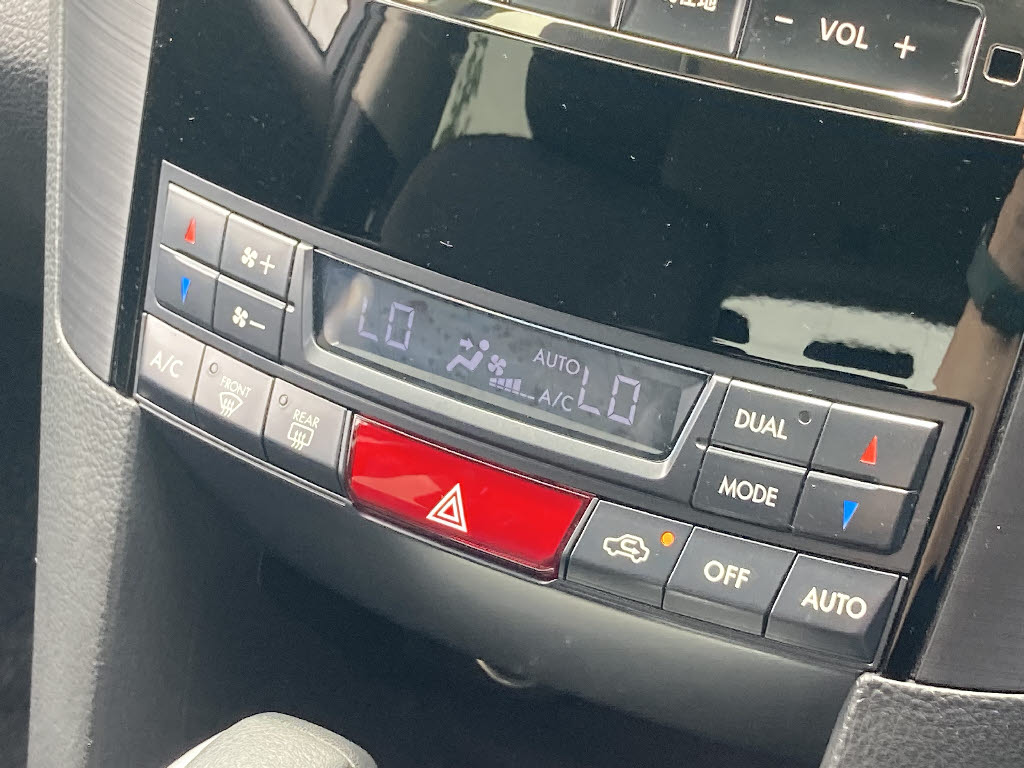 - VOL +
+
-
LO
AUTO
A/C
LO
A/C
FRONT
REAR
DUAL
MODE
OFF
AUTO